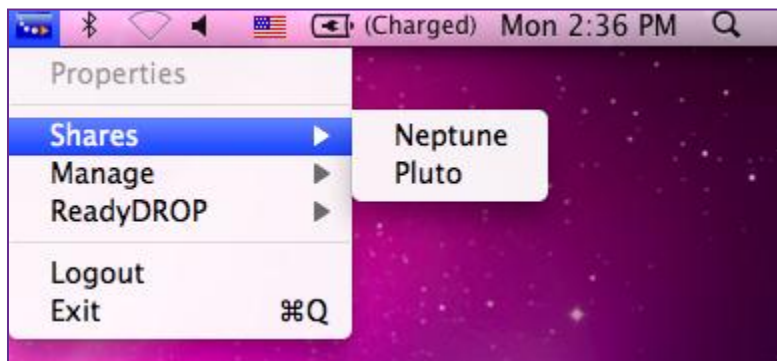 (Charged) Mon 2:36 PM
Properties
Shares
Neptune
Manage
Pluto
ReadyDROP
Logout
Exit ⌘Q